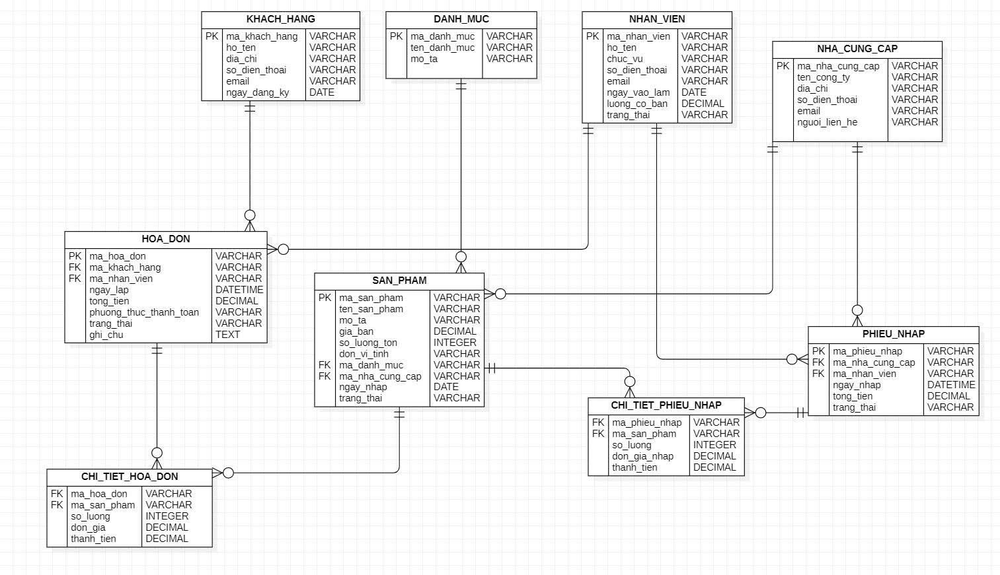 KHACH_HANG
PK ma_khach_hang VARCHAR
ho_ten VARCHAR
dia_chi VARCHAR
so_dien_thoai VARCHAR
email VARCHAR
ngay_dang_ky DATE
DANH_MUC
PK ma_danh_muc VARCHAR
ten_danh_muc VARCHAR
mo_ta VARCHAR
NHAN_VIEN
PK ma_nhan_vien VARCHAR
ho_ten VARCHAR
chuc_vu VARCHAR
so_dien_thoai VARCHAR
email VARCHAR
ngay_vao_lam DATE
luong_co_ban DECIMAL
trang_thai VARCHAR
NHA_CUNG_CAP
PK ma_nha_cung_cap VARCHAR
ten_cong_ty VARCHAR
dia_chi VARCHAR
so_dien_thoai VARCHAR
email VARCHAR
nguoi_lien_he VARCHAR
HOA_DON
PK ma_hoa_don VARCHAR
FK ma_khach_hang VARCHAR
FK ma_nhan_vien VARCHAR
ngay_lap DATETIME
tong_tien DECIMAL
phuong_thuc_thanh_toan VARCHAR
trang_thai VARCHAR
ghi_chu TEXT
SAN_PHAM
PK ma_san_pham VARCHAR
ten_san_pham VARCHAR
mo_ta VARCHAR
gia_ban DECIMAL
so_luong_ton INTEGER
don_vi_tinh VARCHAR
FK ma_danh_muc VARCHAR
FK ma_nha_cung_cap VARCHAR
ngay_nhap DATE
trang_thai VARCHAR
PHIEU_NHAP
PK ma_phieu_nhap VARCHAR
FK ma_nha_cung_cap VARCHAR
FK ma_nhan_vien VARCHAR
ngay_nhap DATETIME
tong_tien DECIMAL
trang_thai VARCHAR
CHI_TIET_PHIEU_NHAP
FK ma_phieu_nhap VARCHAR
FK ma_san_pham VARCHAR
so_luong INTEGER
don_gia_nhap DECIMAL
thanh_tien DECIMAL
CHI_TIET_HOA_DON
FK ma_hoa_don VARCHAR
FK ma_san_pham VARCHAR
so_luong INTEGER
don_gia DECIMAL
thanh_tien DECIMAL